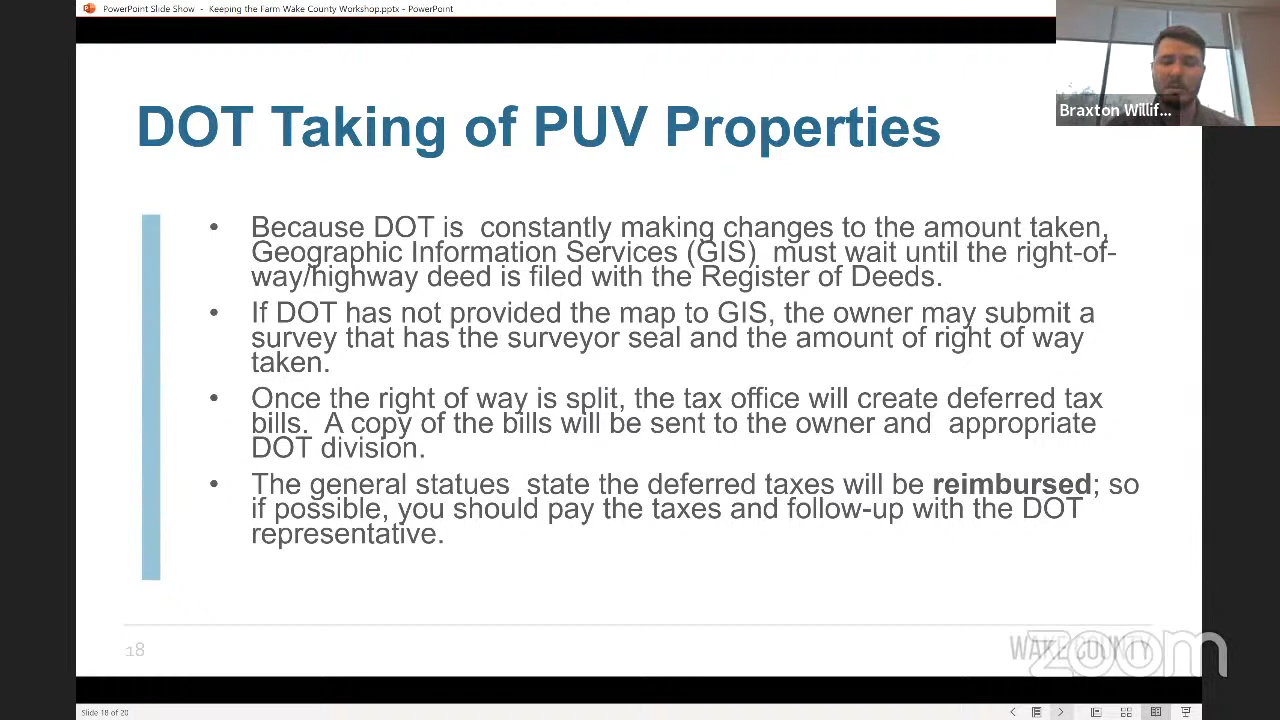 PowerPoint Slide Show - Keeping the Farm Wake County Workshop.pptx - PowerPoint
Braxton Willif...
DOT Taking of PUV Properties
• Because DOT is constantly making changes to the amount taken,
Geographic Information Services (GIS) must wait until the right-of-
way/highway deed is filed with the Register of Deeds.
• If DOT has not provided the map to GIS, the owner may submit a
survey that has the surveyor seal and the amount of right of way
taken.
• Once the right of way is split, the tax office will create deferred tax
bills. A copy of the bills will be sent to the owner and appropriate
DOT division.
• The general statues state the deferred taxes will be reimbursed; so
if possible, you should pay the taxes and follow-up with the DOT
representative.
18
WAKE COUNTY
zoom
Slide 18 of 20